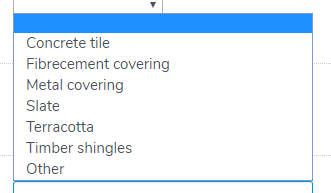 Concrete tile
Fibrecement covering
Metal covering
Slate
Terracotta
Timber shingles
Other